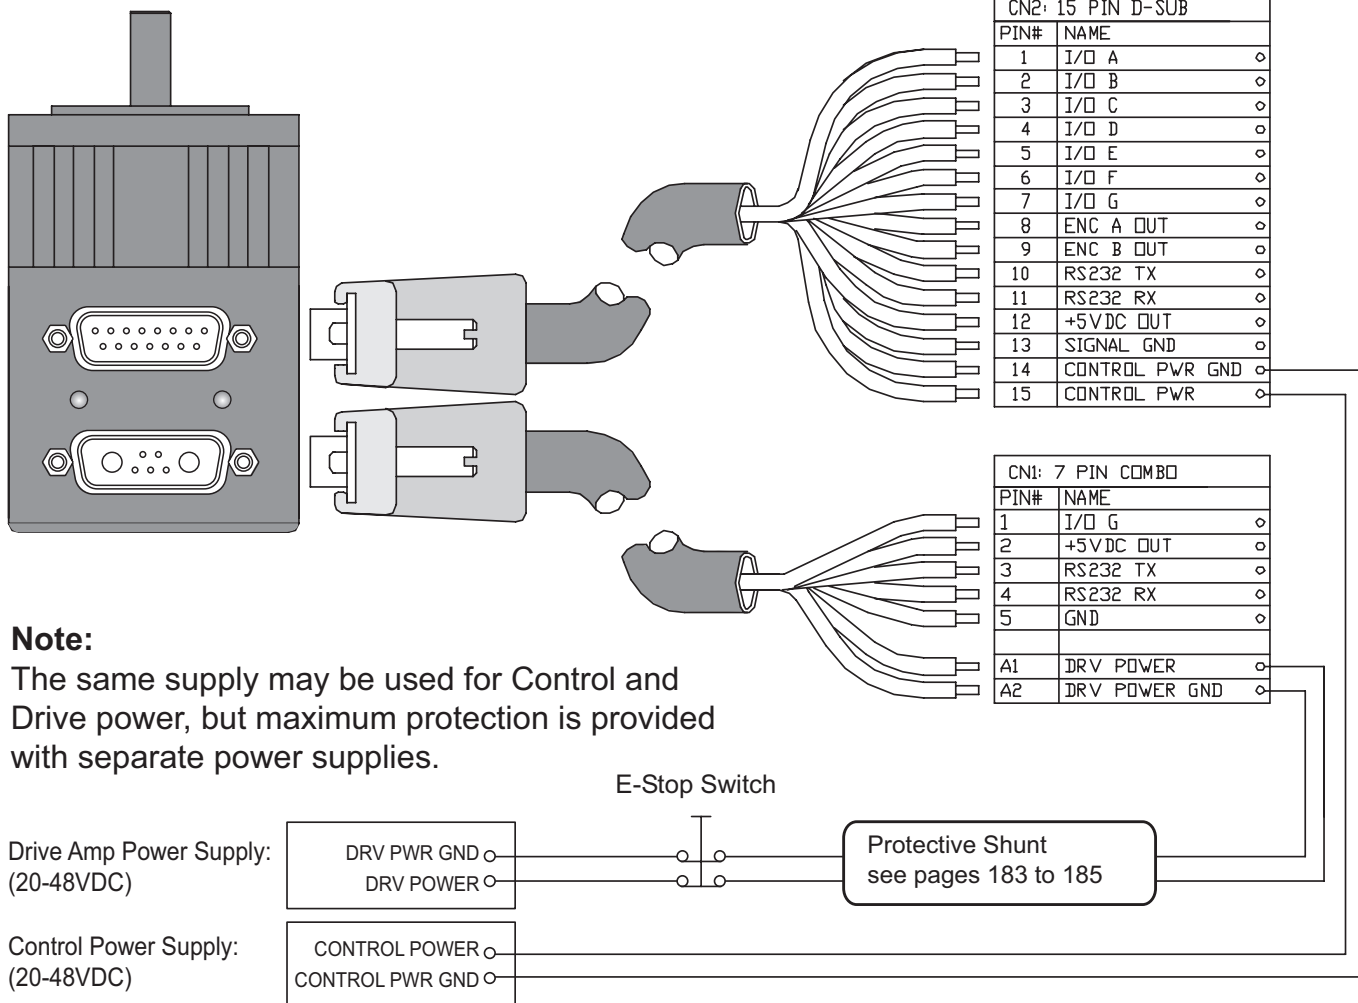 CN2: 15 PIN D-SUB
PIN# NAME
1 I/O A
2 I/O B
3 I/O C
4 I/O D
5 I/O E
6 I/O F
7 I/O G
8 ENC A OUT
9 ENC B OUT
10 RS232 TX
11 RS232 RX
12 +5VDC OUT
13 SIGNAL GND
14 CONTROL PWR GND
15 CONTROL PWR
CN1: 7 PIN COMBO
PIN# NAME
1 I/O G
2 +5VDC OUT
3 RS232 TX
4 RS232 RX
5 GND
A1 DRV POWER
A2 DRV POWER GND
Note:
The same supply may be used for Control and
Drive power, but maximum protection is provided
with separate power supplies.
E-Stop Switch
Drive Amp Power Supply:
(20-48VDC)
DRV PWR GND
DRV POWER
Protective Shunt
see pages 183 to 185
Control Power Supply:
(20-48VDC)
CONTROL POWER
CONTROL PWR GND